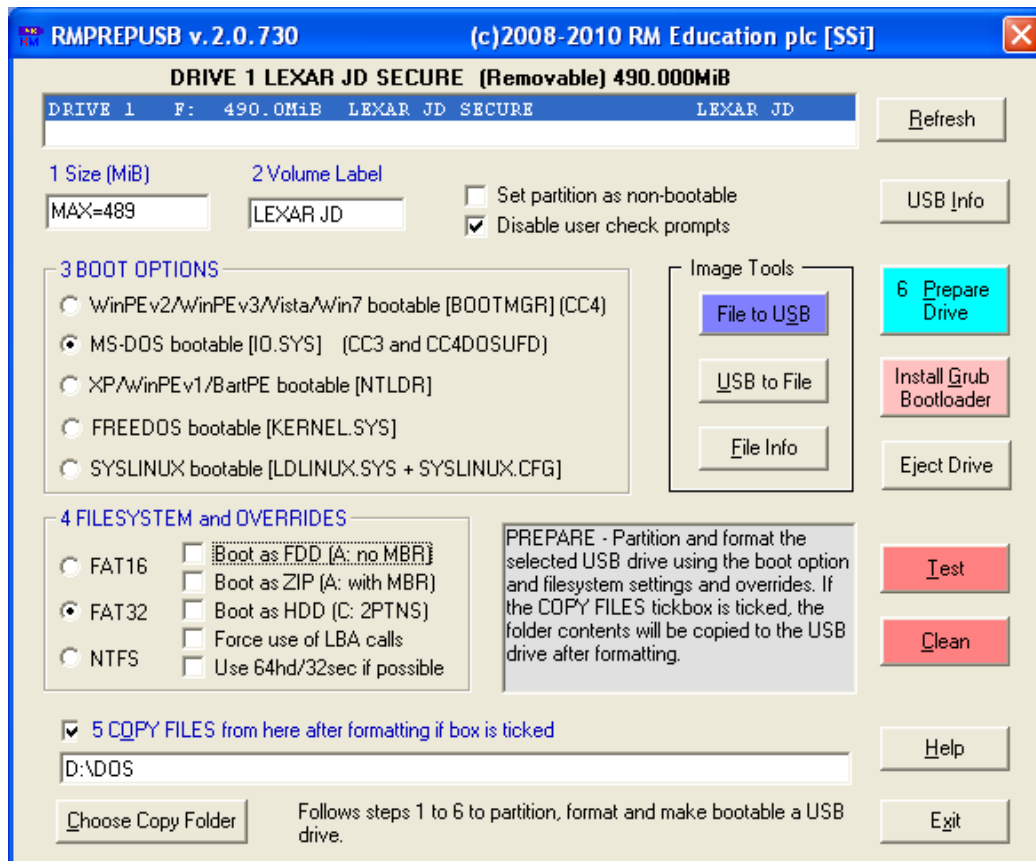 RMPREPUSB v.2.0.730 (c)2008-2010 RM Education plc [SSi]
DRIVE 1 LEXAR JD SECURE (Removable) 490.000MiB
DRIVE 1 F: 490.0MiB LEXAR JD SECURE LEXAR JD
Refresh
1 Size (MiB)
2 Volume Label
MAX=489
LEXAR JD
Set partition as non-bootable
Disable user check prompts
USB Info
3 BOOT OPTIONS
WinPEv2/WinPEv3/Vista/Win7 bootable [BOOTMGR] (CC4)
MS-DOS bootable [IO.SYS] (CC3 and CC4DOSUFD)
XP/WinPEv1/BartPE bootable [NTLDR]
FREEDOS bootable [KERNEL.SYS]
SYSLINUX bootable [LDLINUX.SYS + SYSLINUX.CFG]
Image Tools
File to USB
USB to File
File Info
6 Prepare
Drive
Install Grub
Bootloader
Eject Drive
4 FILESYSTEM and OVERRIDES
FAT16
FAT32
NTFS
Boot as FDD (A: no MBR)
Boot as ZIP (A: with MBR)
Boot as HDD (C: 2PTNS)
Force use of LBA calls
Use 64hd/32sec if possible
PREPARE - Partition and format the
selected USB drive using the boot option
and filesystem settings and overrides. If
the COPY FILES tickbox is ticked, the
folder contents will be copied to the USB
drive after formatting.
Test
Clean
5 COPY FILES from here after formatting if box is ticked
D:\DOS
Help
Choose Copy Folder
Follows steps 1 to 6 to partition, format and make bootable a USB
drive.
Exit